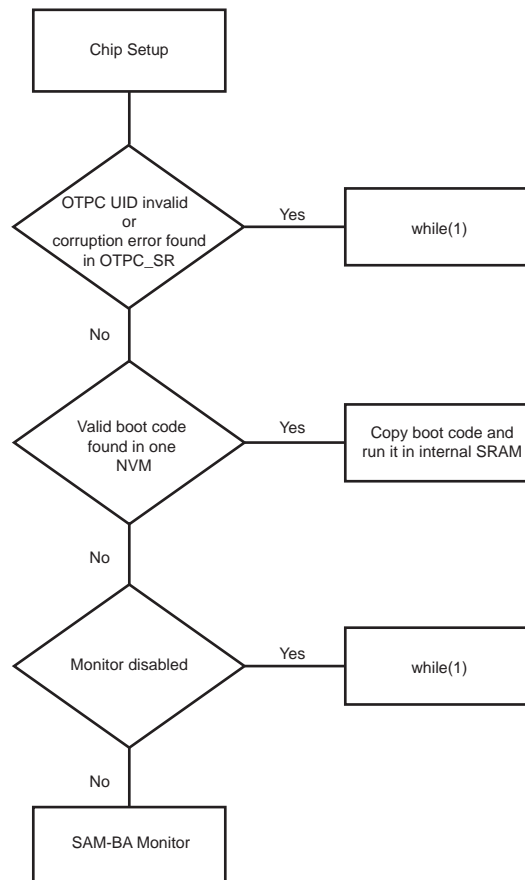 Chip Setup
OTPC UID invalid
or
corruption error found
in OTPC_SR
Yes
while(1)
No
Valid boot code
found in one
NVM
Yes
Copy boot code and
run it in internal SRAM
No
Monitor disabled
Yes
while(1)
No
SAM-BA Monitor